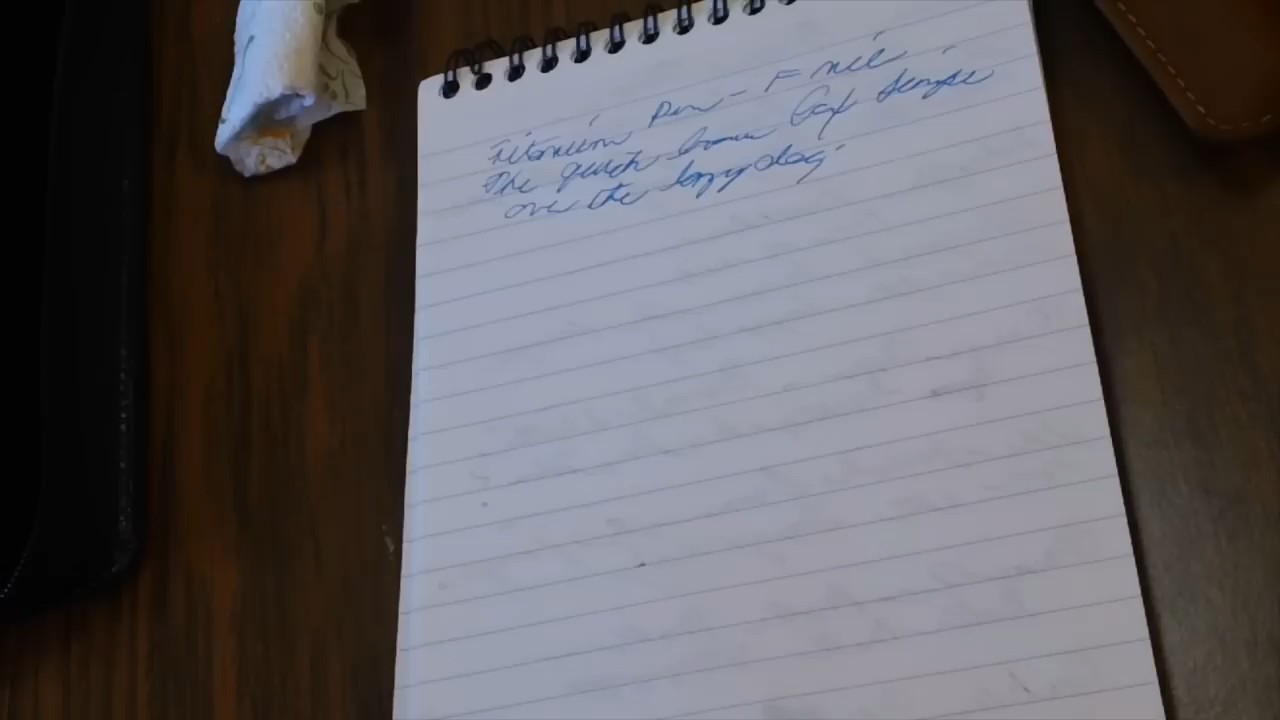 Titanium Pen - F nib
The quick brown fox jumps
over the lazy dog.